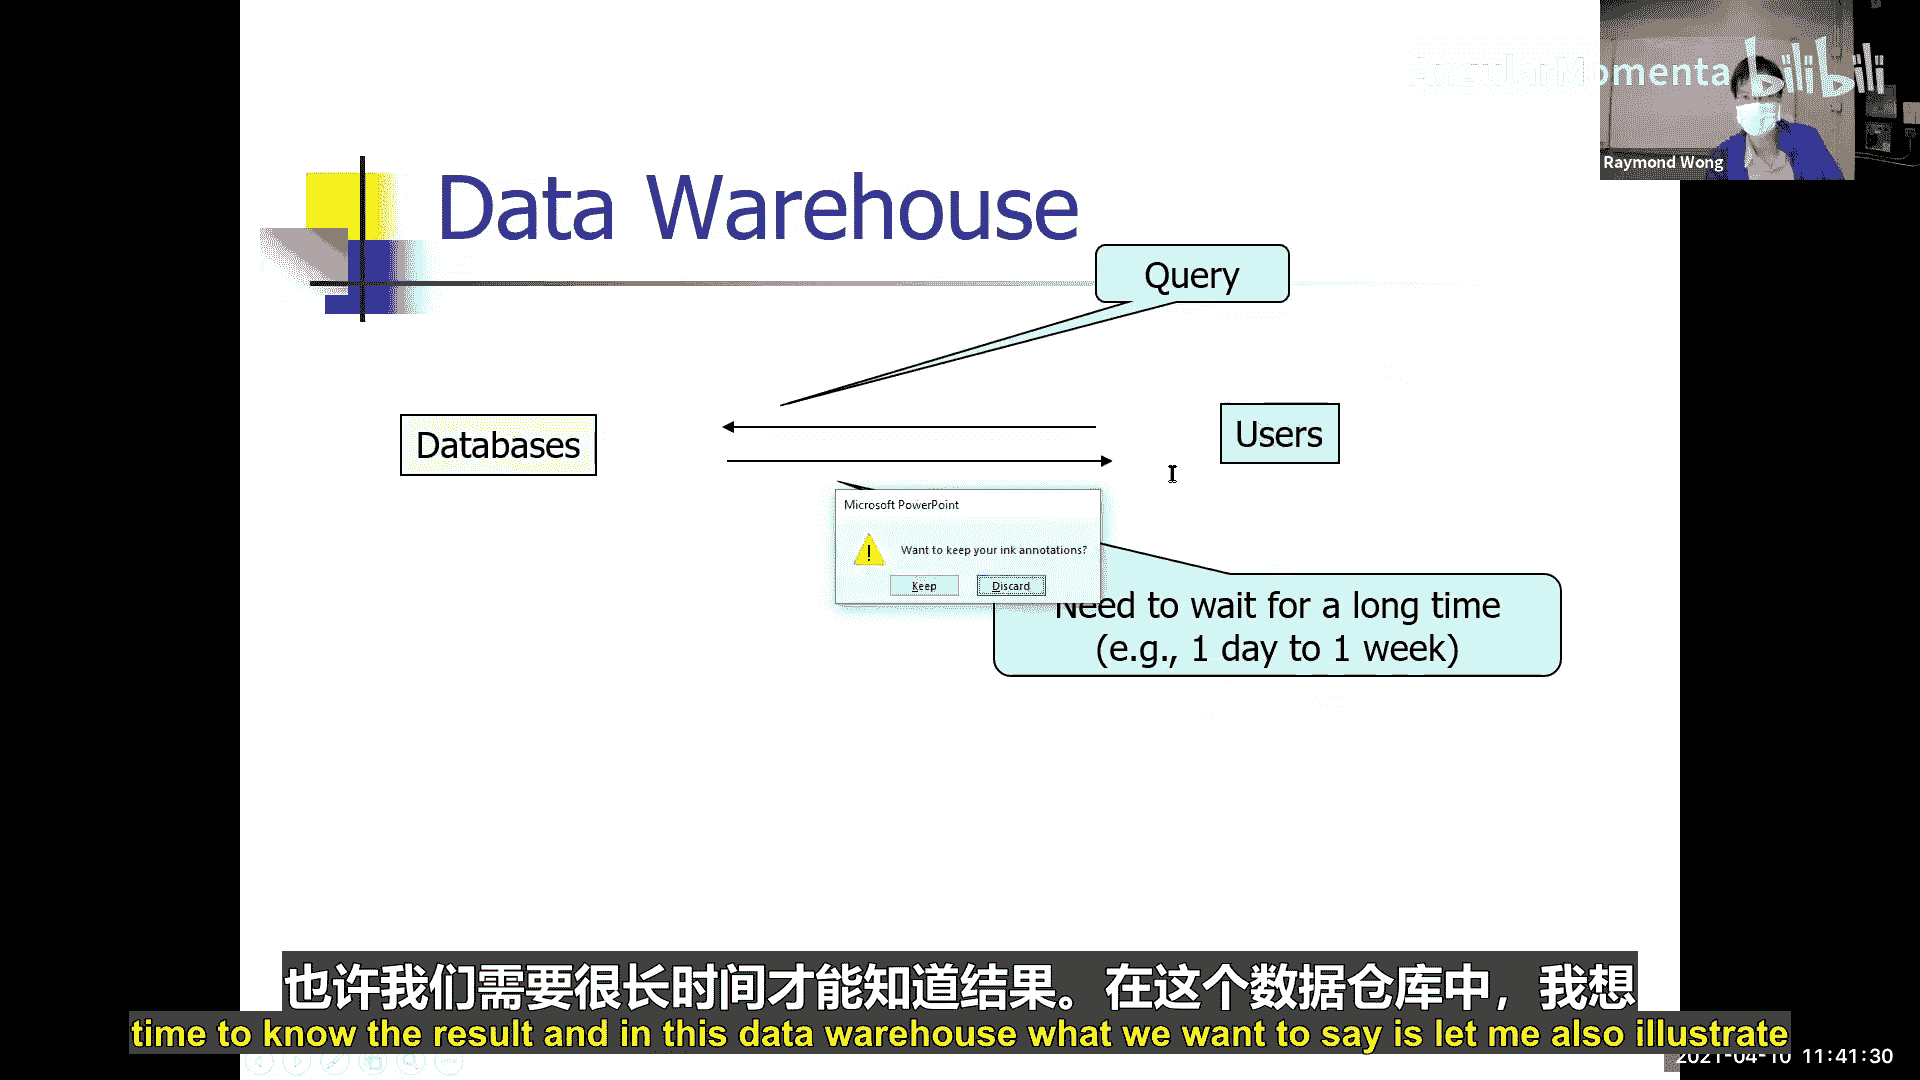 bilibili
Raymond Wong
Data Warehouse
Query
Databases
Users
Microsoft PowerPoint
Want to keep your ink annotations?
Keep
Discard
Need to wait for a long time
(e.g., 1 day to 1 week)
也许我们需要很长时间才能知道结果。在这个数据仓库中，我想
time to know the result and in this data warehouse what we want to say is let me also illustrate
2021-04-10 11:41:30